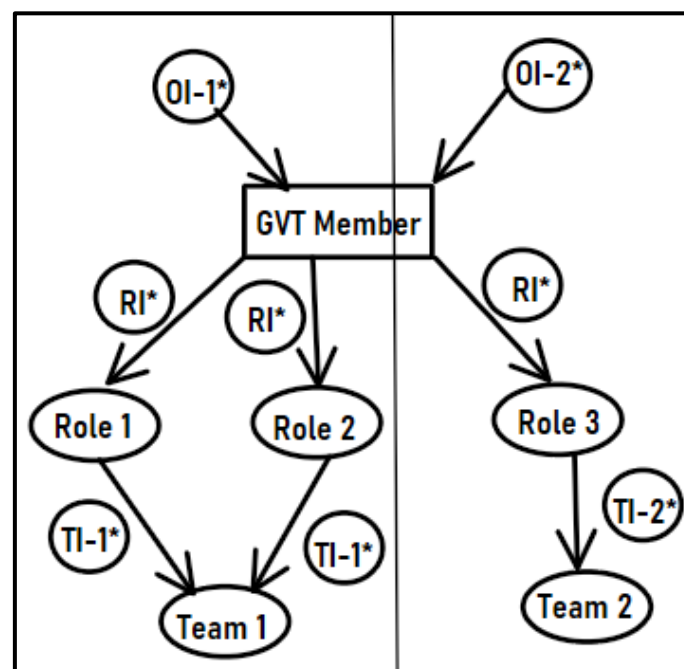 OI-1*
OI-2*
GVT Member
RI*
RI*
RI*
Role 1
Role 2
Role 3
TI-1*
TI-1*
TI-2*
Team 1
Team 2